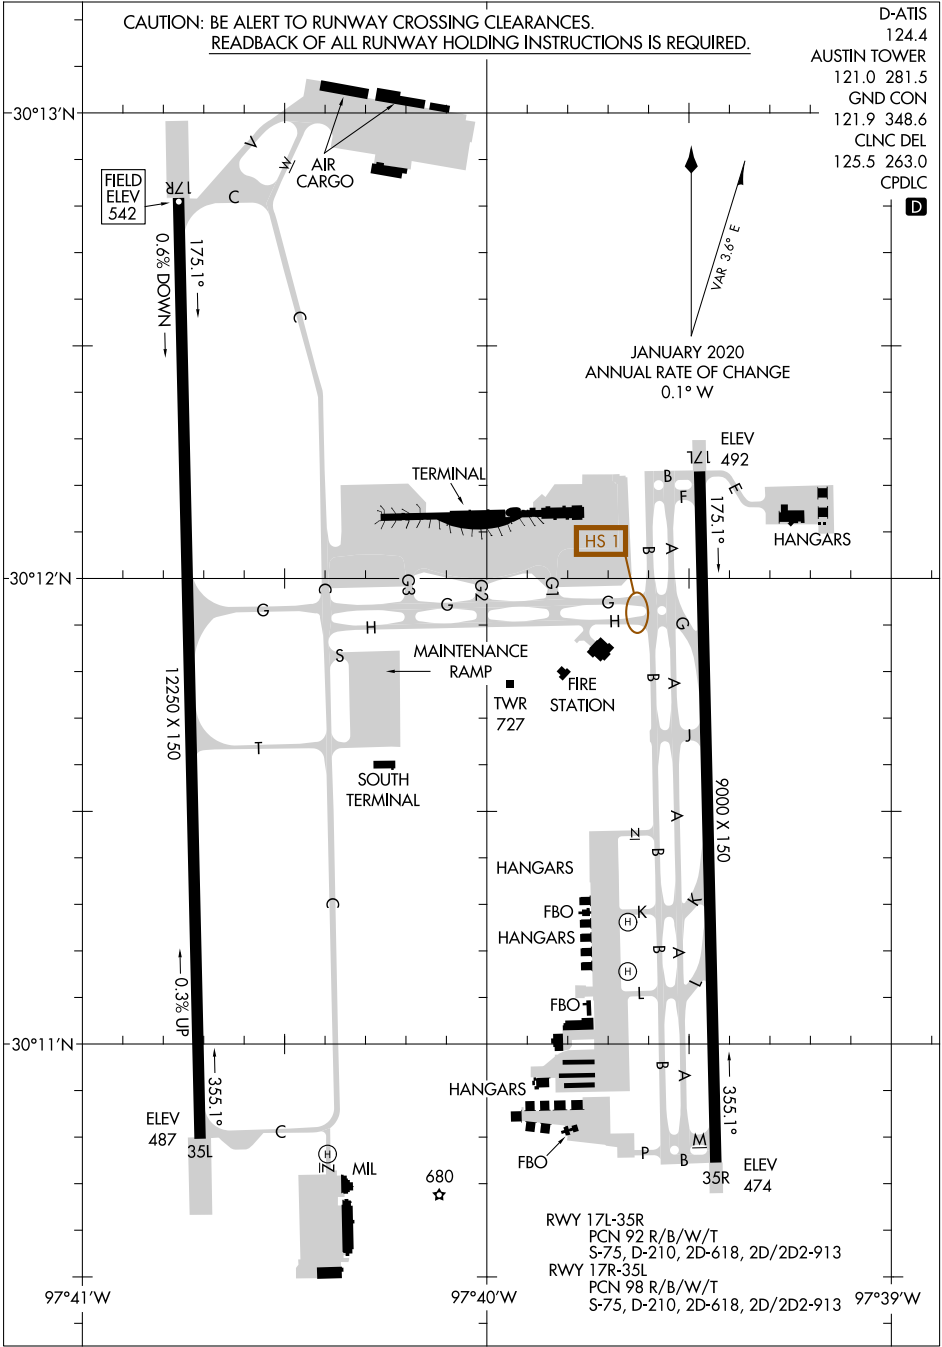 CAUTION: BE ALERT TO RUNWAY CROSSING CLEARANCES.
READBACK OF ALL RUNWAY HOLDING INSTRUCTIONS IS REQUIRED.
D-ATIS
124.4
AUSTIN TOWER
121.0 281.5
GND CON
121.9 348.6
CLNC DEL
125.5 263.0
CPDLC
D
30°13'N
A
W
AIR
CARGO
FIELD
ELEV
542
17R
C
175.1°
0.6% DOWN
C
VAR 3.6° E
JANUARY 2020
ANNUAL RATE OF CHANGE
0.1° W
TERMINAL
ELEV
492
17L
B
F
E
175.1°
HANGARS
HS 1
B
A
30°12'N
C
G3
G2
G1
G
G
G
G
H
H
S
MAINTENANCE
RAMP
TWR
727
FIRE
STATION
B
A
12250 X 150
T
J
SOUTH
TERMINAL
9000 X 150
A
B
N
HANGARS
C
FBO
K
K
H
HANGARS
B
A
H
L
L
FBO
0.3% UP
30°11'N
B
A
HANGARS
355.1°
355.1°
ELEV
487
35L
C
H
Z
MIL
FBO
P
B
M
35R
ELEV
474
680
RWY 17L-35R
PCN 92 R/B/W/T
S-75, D-210, 2D-618, 2D/2D2-913
RWY 17R-35L
PCN 98 R/B/W/T
S-75, D-210, 2D-618, 2D/2D2-913
97°41'W
97°40'W
97°39'W